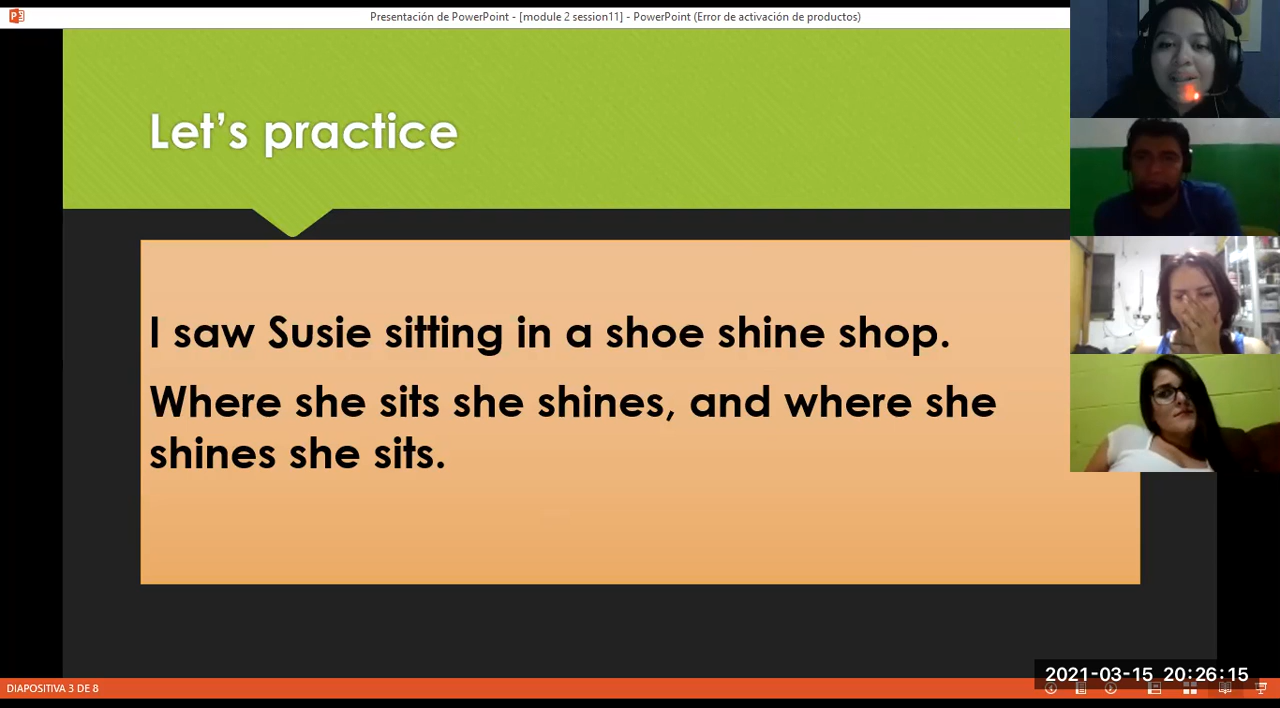 Presentación de PowerPoint - [module 2 session11] - PowerPoint (Error de activación de productos)
Let’s practice
I saw Susie sitting in a shoe shine shop.
Where she sits she shines, and where she
shines she sits.
2021-03-15 20:26:15
DIAPOSITIVA 3 DE 8